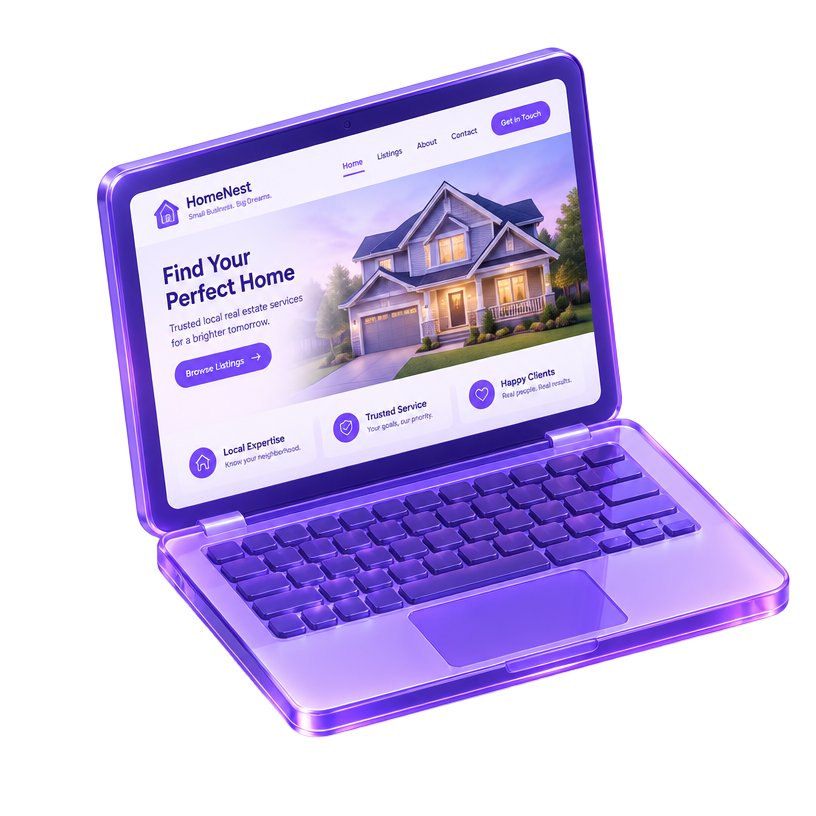 HomeNest
Small Business. Big Dreams.
Home
Listings
About
Contact
Get In Touch
Find Your
Perfect Home
Trusted local real estate services
for a brighter tomorrow.
Browse Listings
Local Expertise
Know your neighborhood.
Trusted Service
Your goals, our priority.
Happy Clients
Real people. Real results.